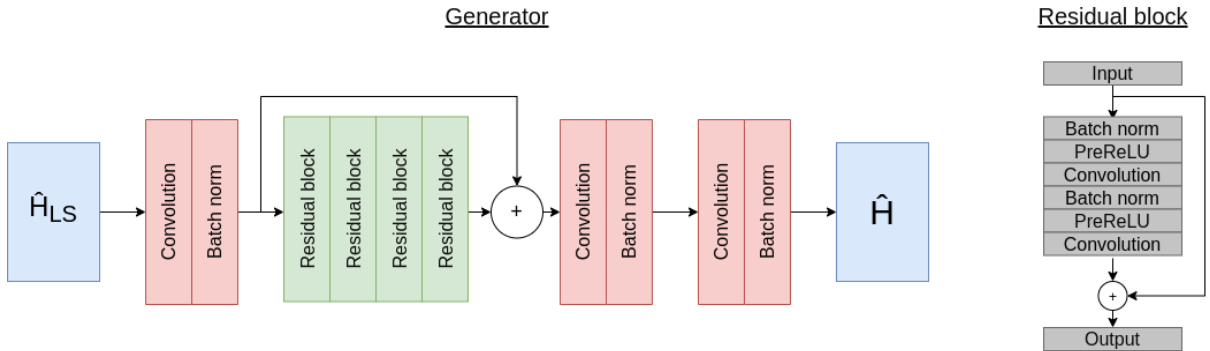 Generator
Ĥ_LS
Convolution
Batch norm
Residual block
Residual block
Residual block
Residual block
+
Convolution
Batch norm
Convolution
Batch norm
Ĥ
Residual block
Input
Batch norm
PreReLU
Convolution
Batch norm
PreReLU
Convolution
+
Output